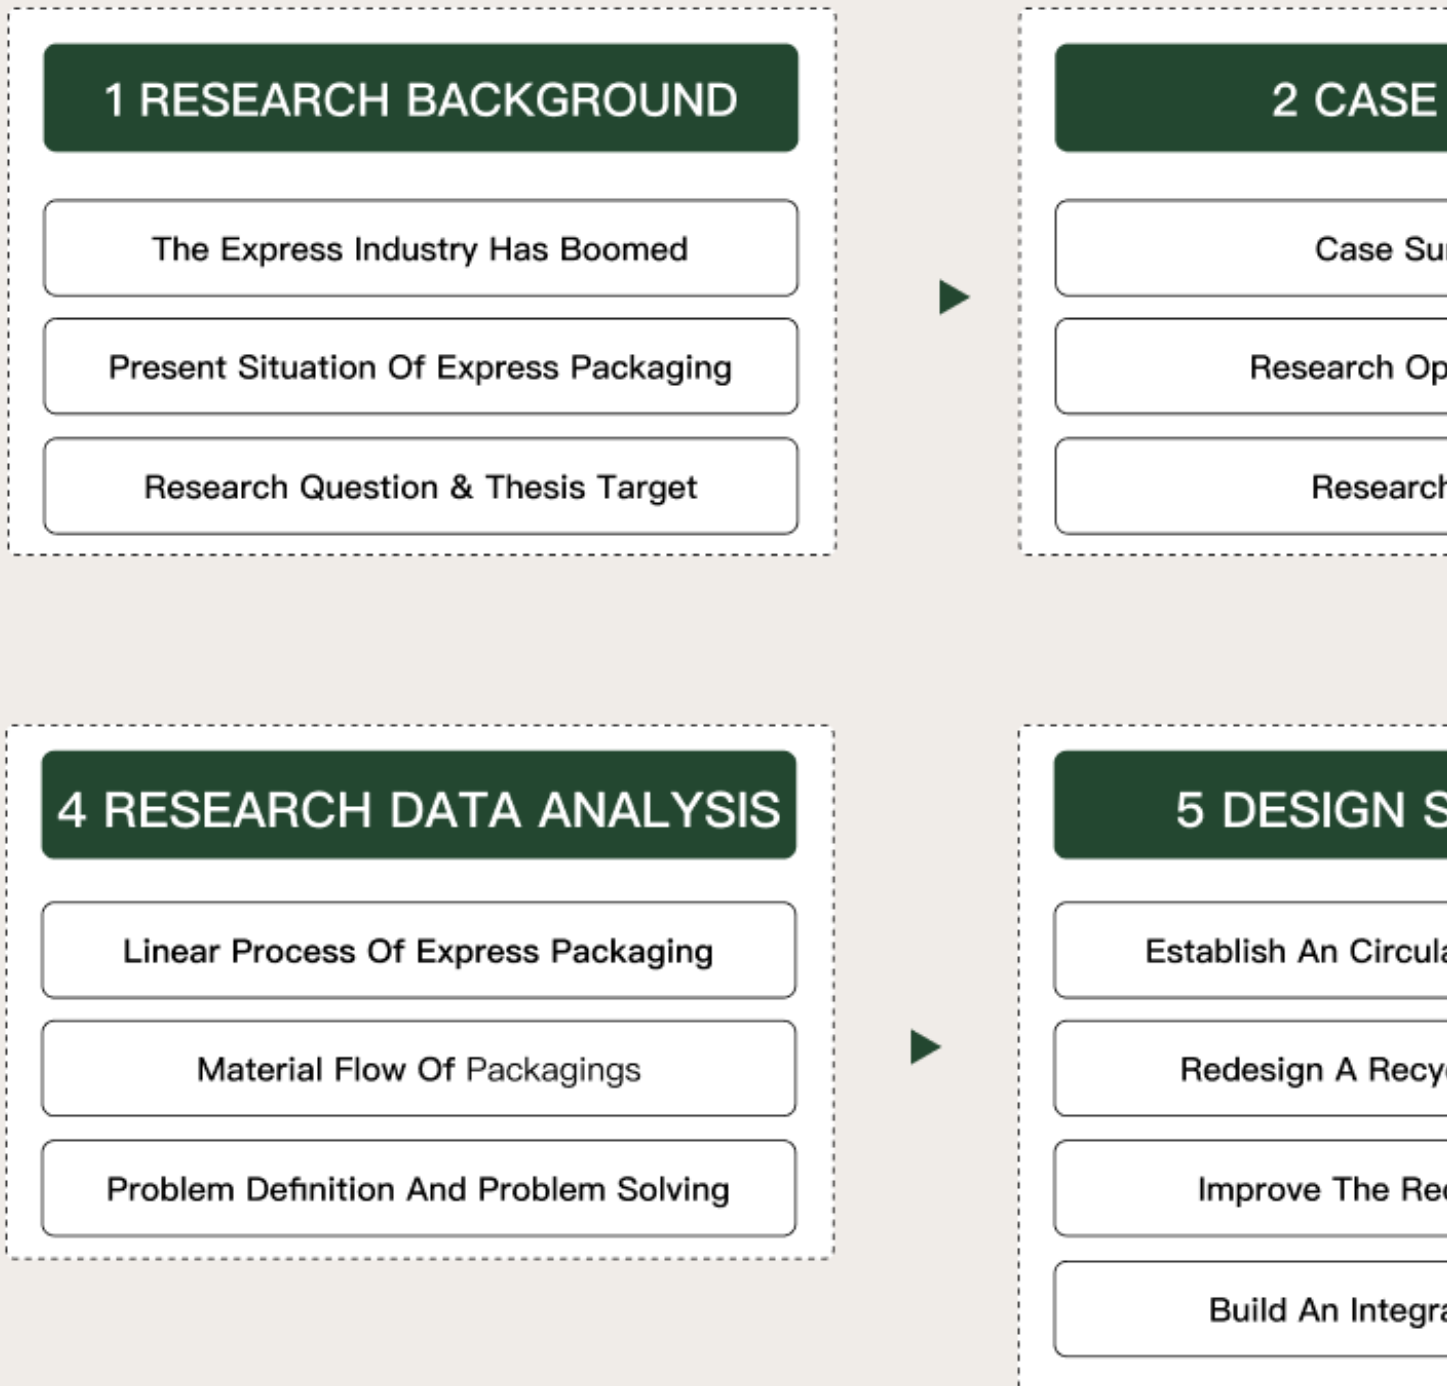 1 RESEARCH BACKGROUND
The Express Industry Has Boomed
Present Situation Of Express Packaging
Research Question & Thesis Target
2 CASE
Case
Research
Research
4 RESEARCH DATA ANALYSIS
Linear Process Of Express Packaging
Material Flow Of Packagings
Problem Definition And Problem Solving
5 DESIGN
Establish An
Redesign A
Improve The
Build An